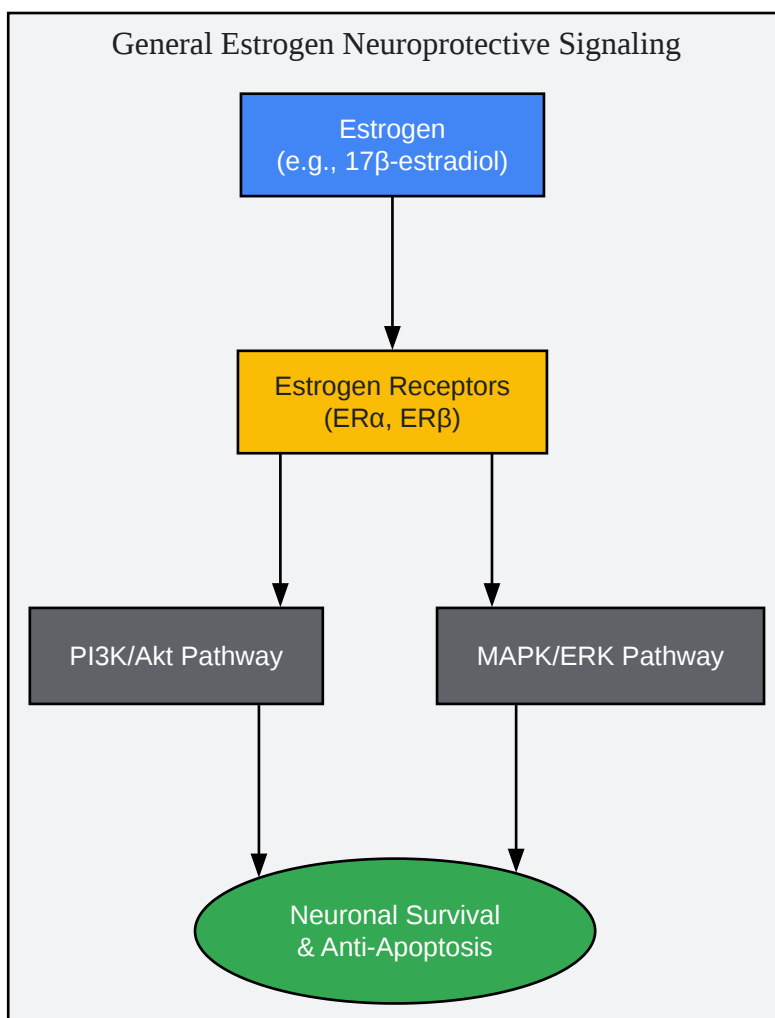 General Estrogen Neuroprotective Signaling
Estrogen
(e.g., 17β-estradiol)
Estrogen Receptors
(ERα, ERβ)
PI3K/Akt Pathway
MAPK/ERK Pathway
Neuronal Survival
& Anti-Apoptosis